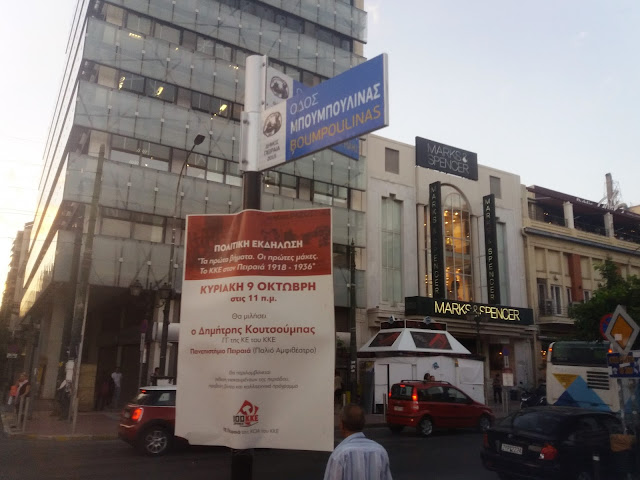 ΟΔΟΣ
ΜΠΟΥΜΠΟΥΛΙΝΑΣ
BOUMPOULINAS
ΔΗΜΟΣ
ΠΕΙΡΑΙΑ
MARKS &
SPENCER
MARKS &
SPENCER
MARKS & SPENCER
ΠΟΛΙΤΙΚΗ ΕΚΔΗΛΩΣΗ
"Τα πρώτα βήματα. Οι πρώτες μάχες.
Το ΚΚΕ στον Πειραιά 1918 - 1936"
ΚΥΡΙΑΚΗ 9 ΟΚΤΩΒΡΗ
στις 11 π.μ.
Θα μιλήσει
ο Δημήτρης Κουτσούμπας
ΓΓ της ΚΕ του ΚΚΕ
Πανεπιστήμιο Πειραιά (Παλιό Αμφιθέατρο)
100 ΚΚΕ